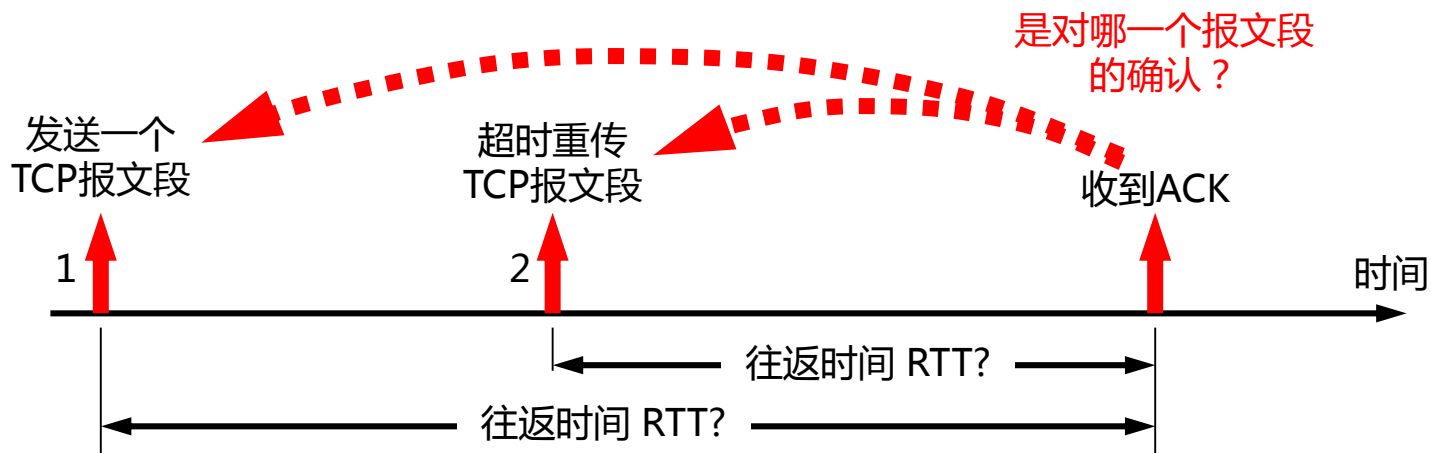 是对哪一个报文段
的确认？
发送一个
TCP报文段
超时重传
TCP报文段
收到ACK
1
2
时间
往返时间 RTT?
往返时间 RTT?